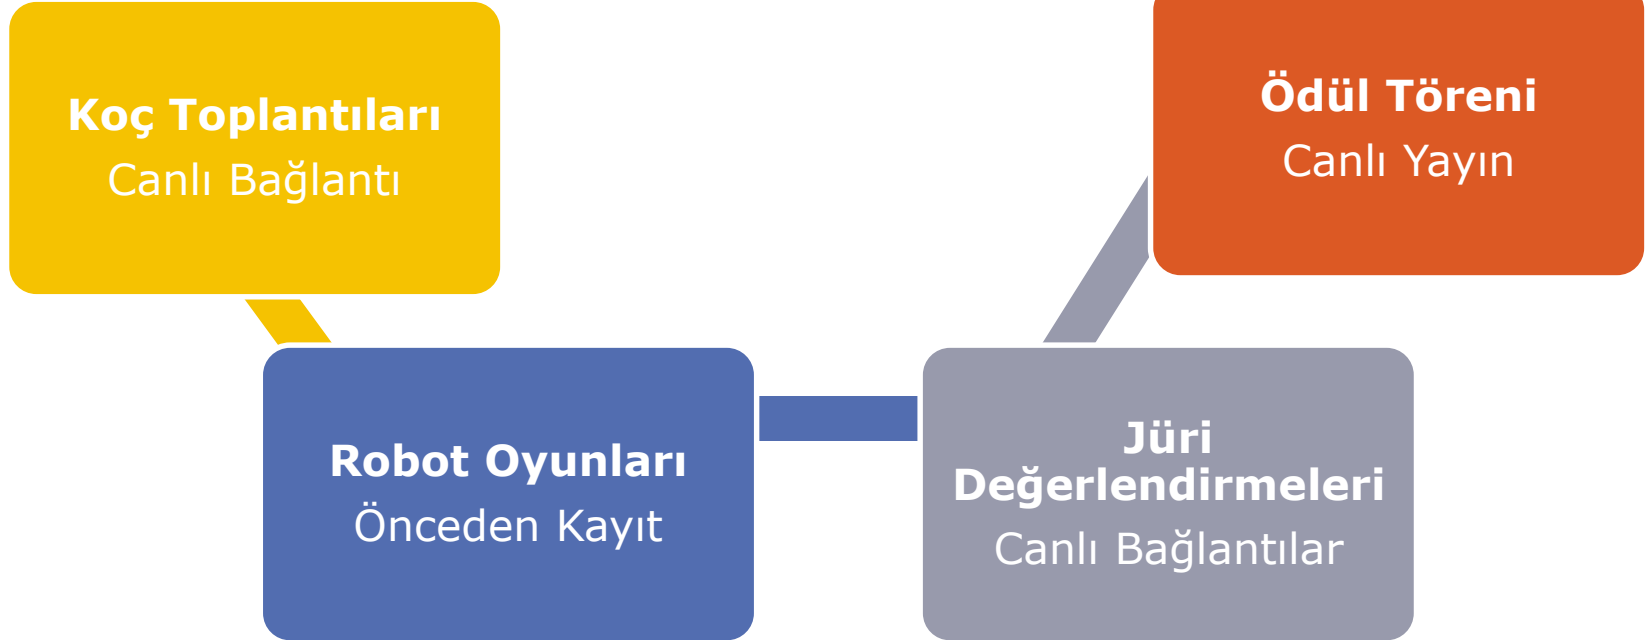 Koç Toplantıları
Canlı Bağlantı
Robot Oyunları
Önceden Kayıt
Jüri
Değerlendirmeleri
Canlı Bağlantılar
Ödül Töreni
Canlı Yayın